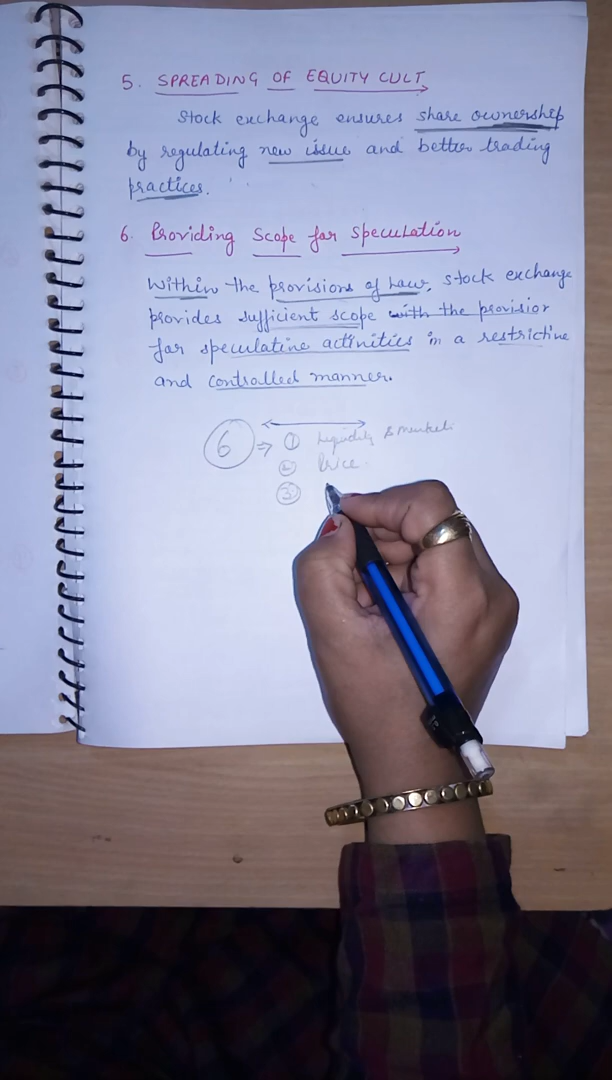 5. SPREADING OF EQUITY CULT
Stock exchange ensures share ownership
by regulating new issue and better trading
practices.
6. Providing Scope for Speculation
Within the provisions of Law, stock exchange
provides sufficient scope with the provision
for speculative activities in a restrictive
and controlled manner.
6 ⇒ ① Liquidity & Market
② Price
③